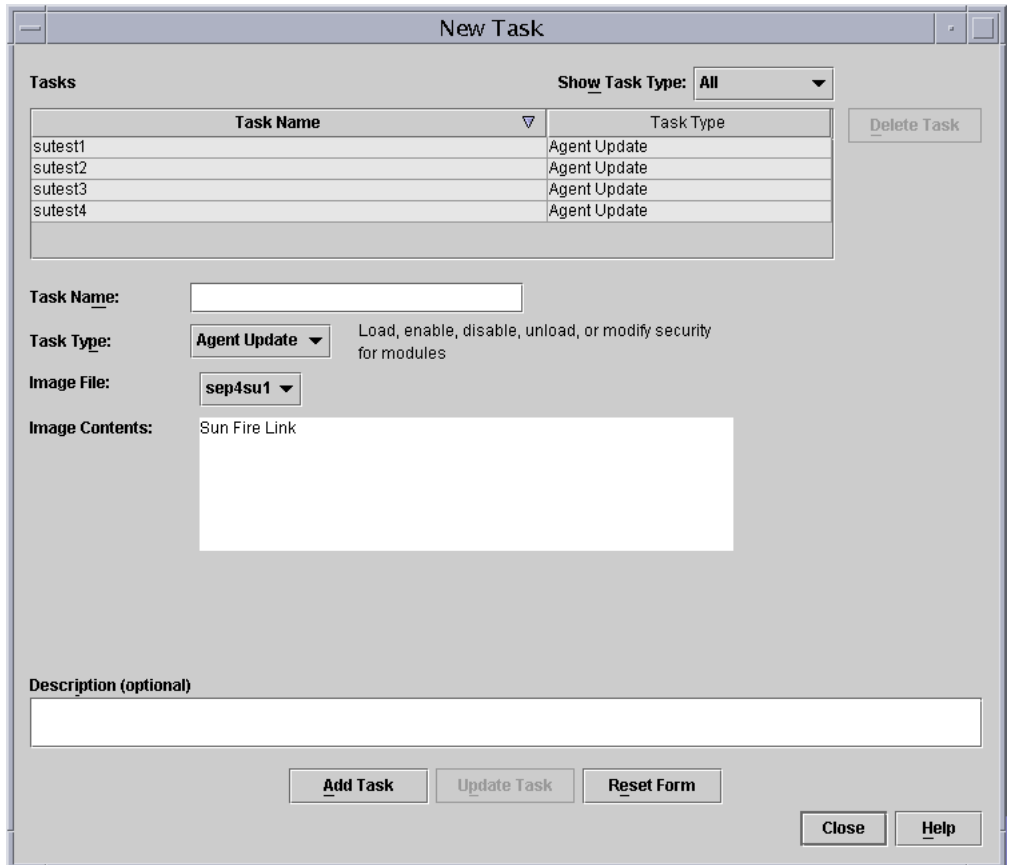 New Task
Tasks
Show Task Type: All
Task Name Task Type
Delete Task
sutest1 Agent Update
sutest2 Agent Update
sutest3 Agent Update
sutest4 Agent Update
Task Name:
Task Type: Agent Update Load, enable, disable, unload, or modify security
for modules
Image File: sep4su1
Image Contents: Sun Fire Link
Description (optional)
Add Task Update Task Reset Form
Close Help